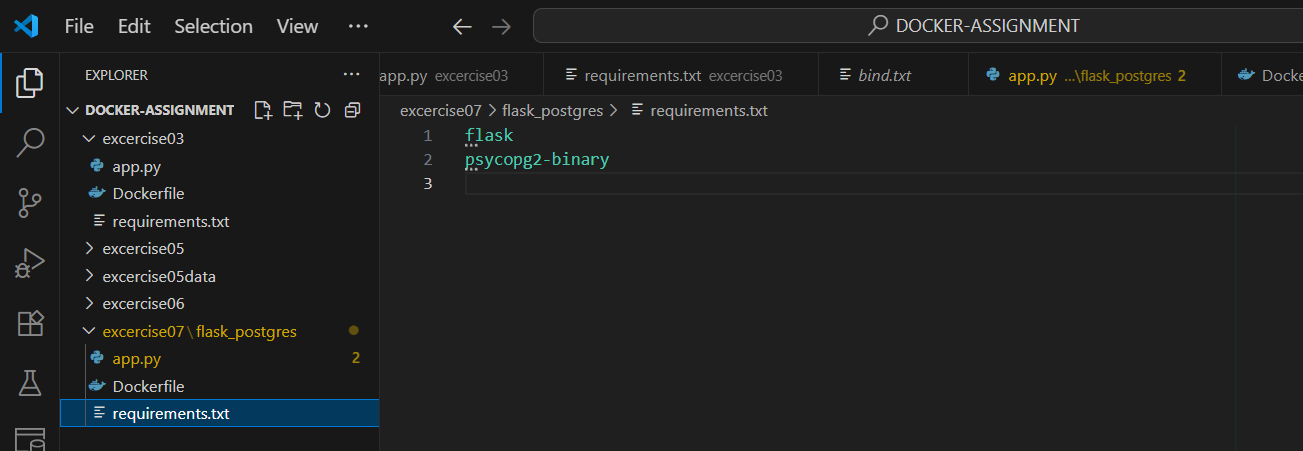 File Edit Selection View ··· DOCKER-ASSIGNMENT
EXPLORER ···
app.py excercise03 requirements.txt excercise03 bind.txt app.py ...\flask_postgres 2 Docke
DOCKER-ASSIGNMENT
excercise03
app.py
Dockerfile
requirements.txt
excercise05
excercise05data
excercise06
excercise07\flask_postgres
app.py 2
Dockerfile
requirements.txt
excercise07 > flask_postgres > requirements.txt
1 flask
2 psycopg2-binary
3